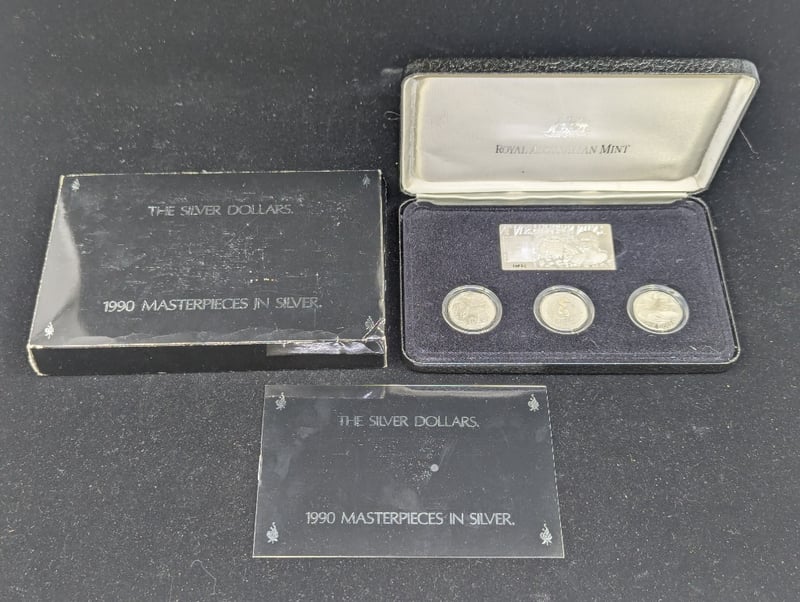 THE SILVER DOLLARS.
1990 MASTERPIECES IN SILVER.
ROYAL AUSTRALIAN MINT
THE SILVER DOLLARS.
1990 MASTERPIECES IN SILVER.